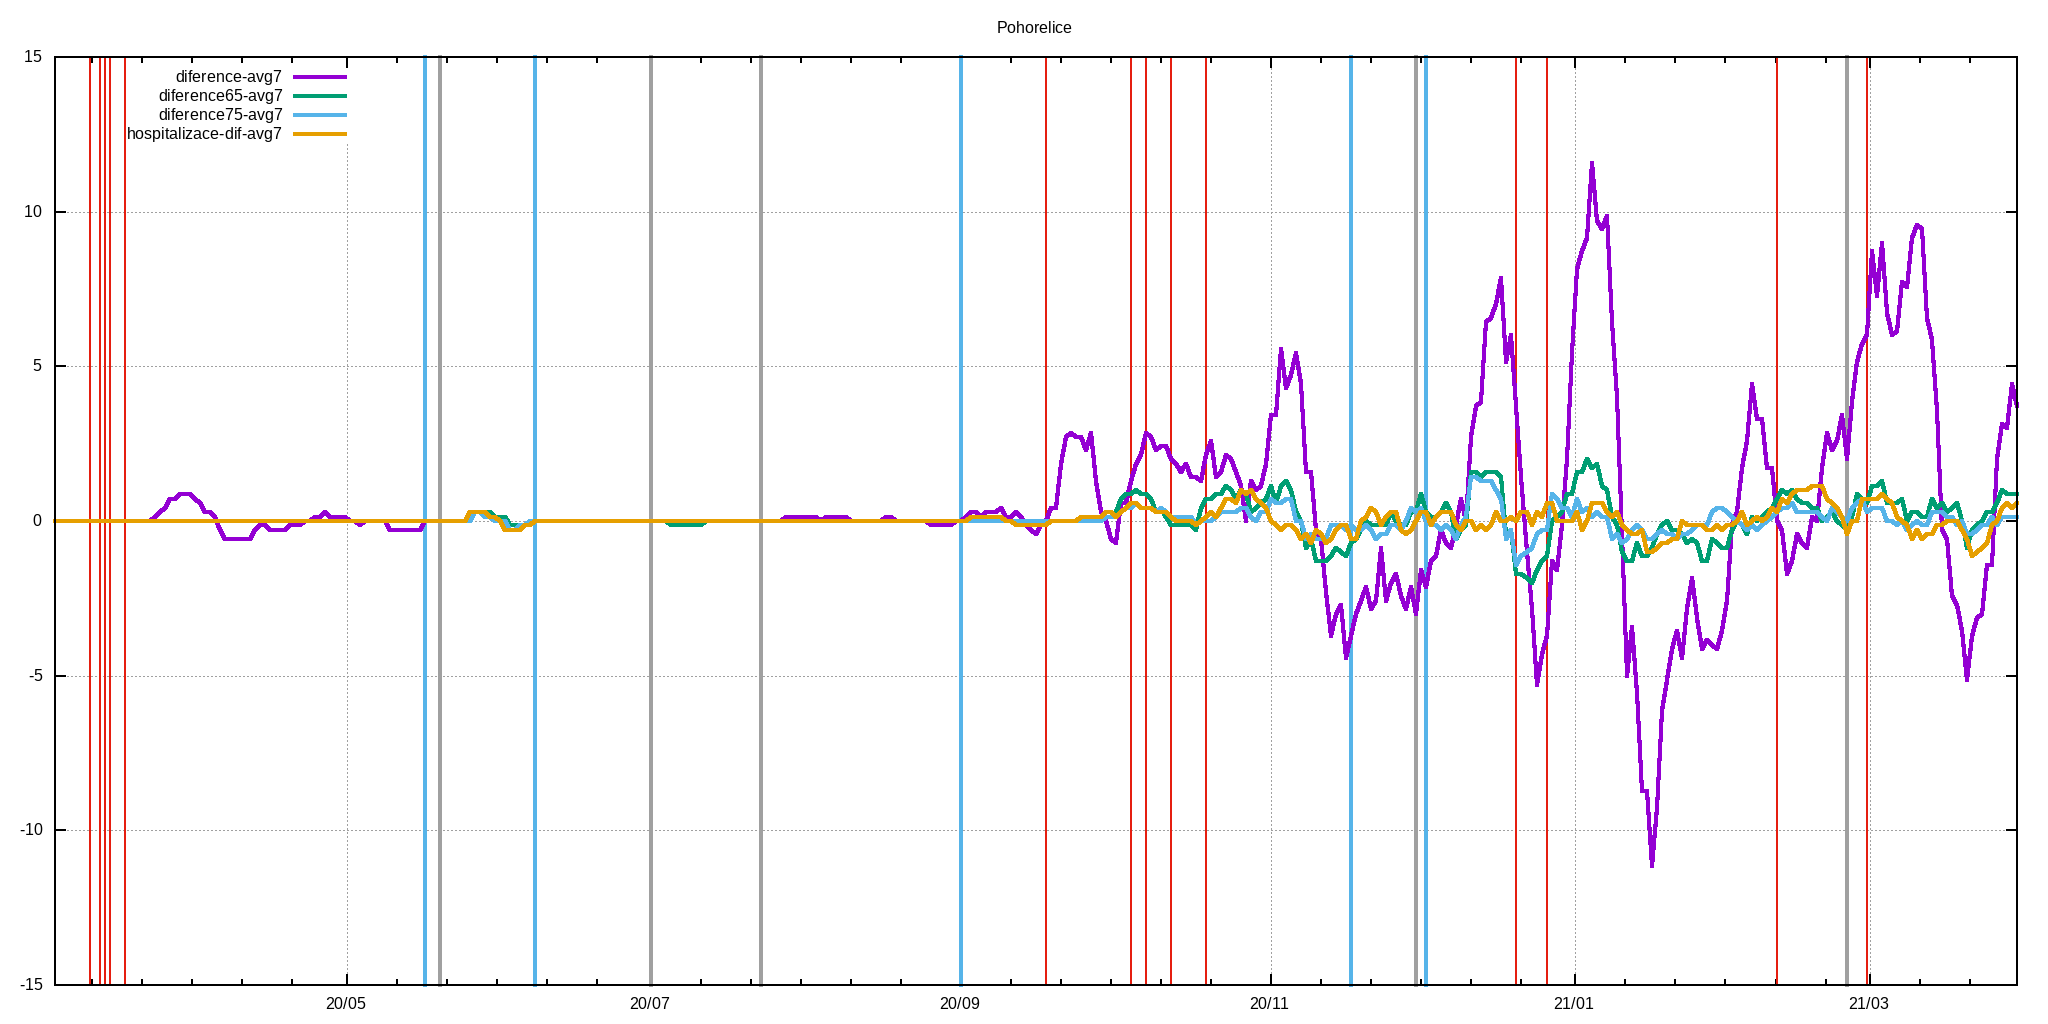 Pohorelice
15
10
5
0
-5
-10
-15
diference-avg7
diference65-avg7
diference75-avg7
hospitalizace-dif-avg7
20/05
20/07
20/09
20/11
21/01
21/03